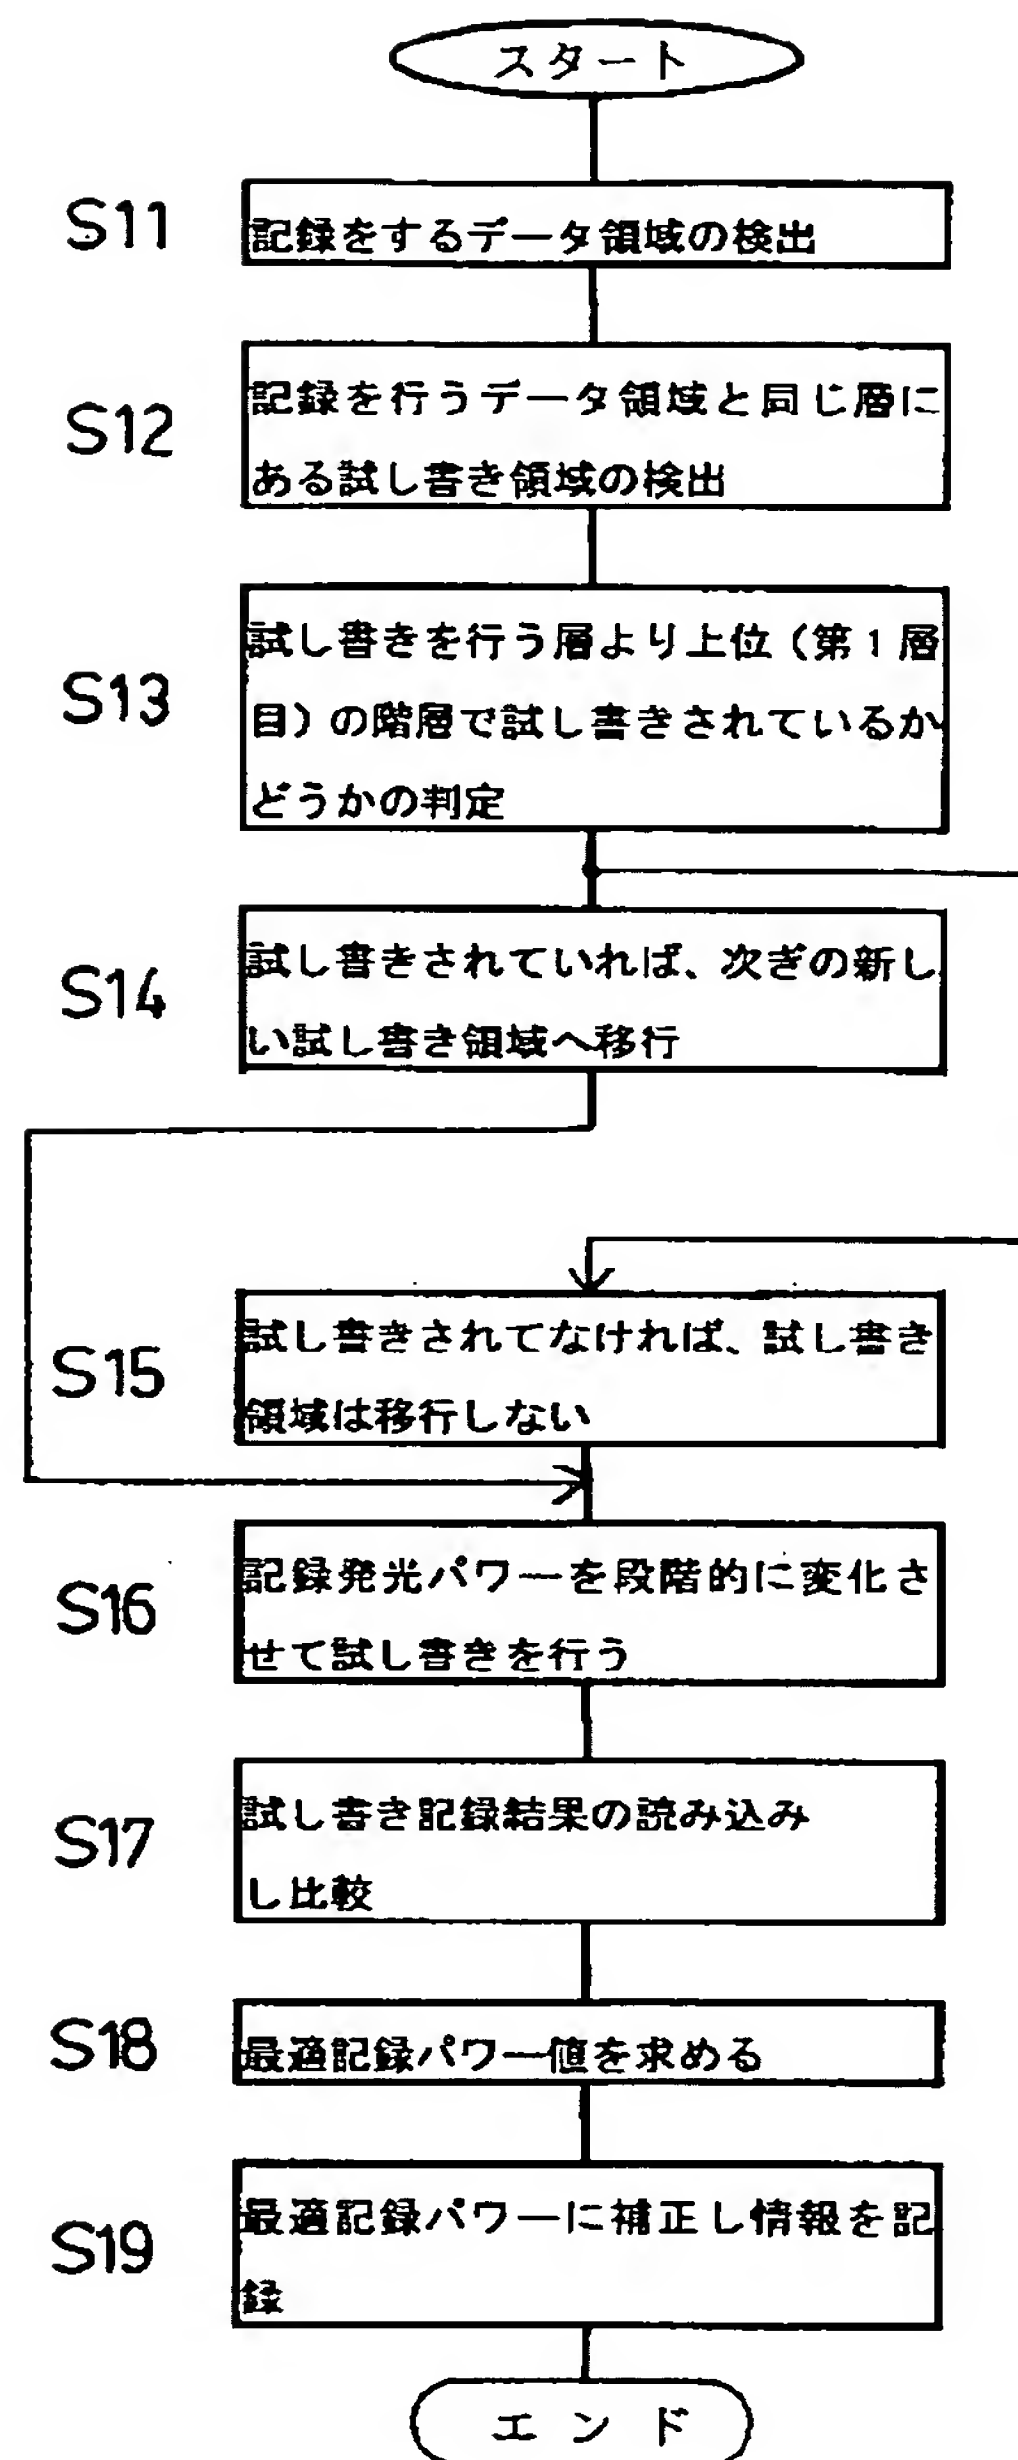 スタート
S11
記録をするデータ領域の検出
S12
記録を行うデータ領域と同じ層に
ある試し書き領域の検出
S13
試し書きを行う層より上位(第1層
目)の階層で試し書きされているか
どうかの判定
S14
試し書きされていれば、次ぎの新し
い試し書き領域へ移行
S15
試し書きされてなければ、試し書き
領域は移行しない
S16
記録発光パワーを段階的に変化さ
せて試し書きを行う
S17
試し書き記録結果の読み込み
し比較
S18
最適記録パワー値を求める
S19
最適記録パワーに補正し情報を記
録
エンド